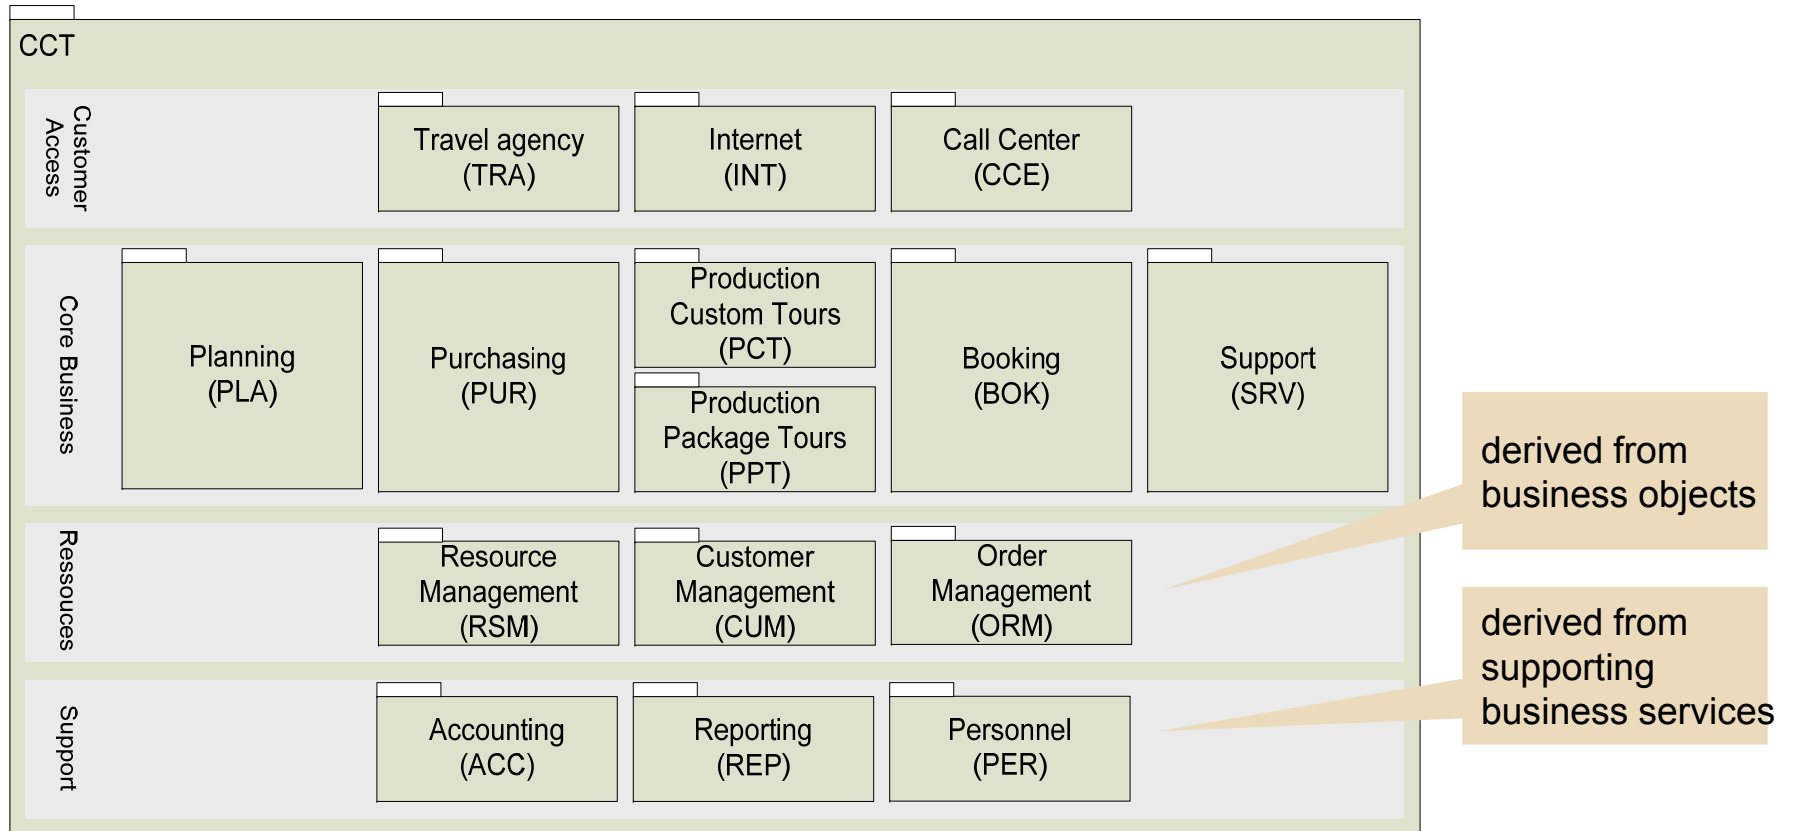 CCT
Customer
Access
Travel agency
(TRA)
Internet
(INT)
Call Center
(CCE)
Core Business
Planning
(PLA)
Purchasing
(PUR)
Production
Custom Tours
(PCT)
Production
Package Tours
(PPT)
Booking
(BOK)
Support
(SRV)
Ressouces
Resource
Management
(RSM)
Customer
Management
(CUM)
Order
Management
(ORM)
derived from
business objects
Support
Accounting
(ACC)
Reporting
(REP)
Personnel
(PER)
derived from
supporting
business services